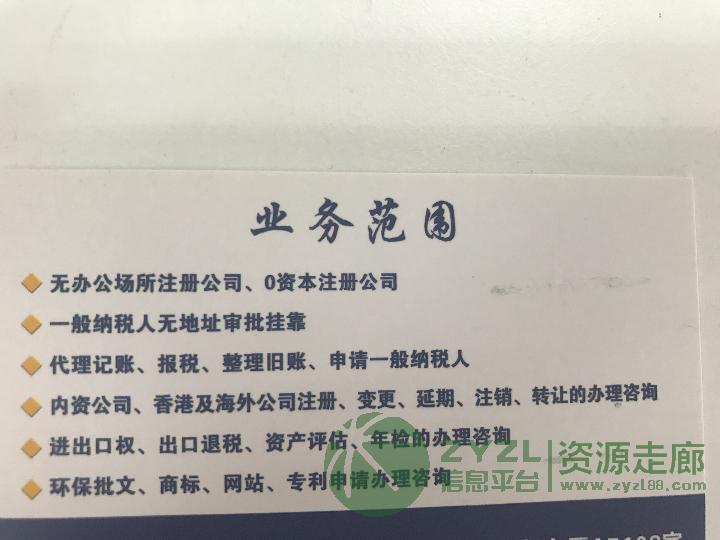 业务范围
无办公场所注册公司、0资本注册公司
一般纳税人无地址审批挂靠
代理记账、报税、整理旧账、申请一般纳税人
内资公司、香港及海外公司注册、变更、延期、注销、转让的办理咨询
进出口权、出口退税、资产评估、年检的办理咨询
环保批文、商标、网站、专利申请办理咨询
ZYZL 信息平台
资源走廊
www.zyzl88.com